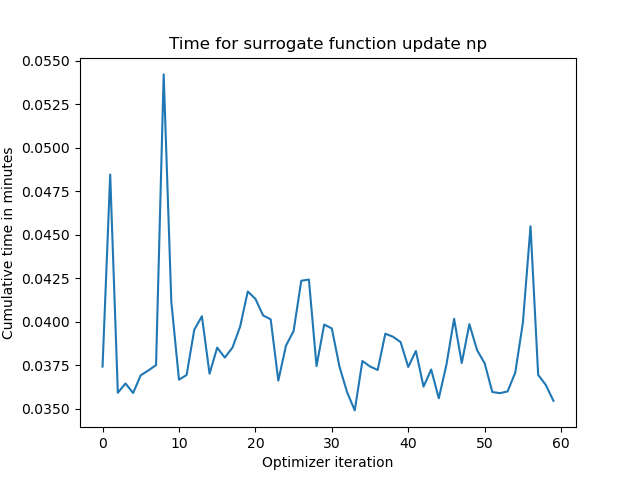 Time for surrogate function update np
Cumulative time in minutes
0.0550
0.0525
0.0500
0.0475
0.0450
0.0425
0.0400
0.0375
0.0350
0 10 20 30 40 50 60
Optimizer iteration